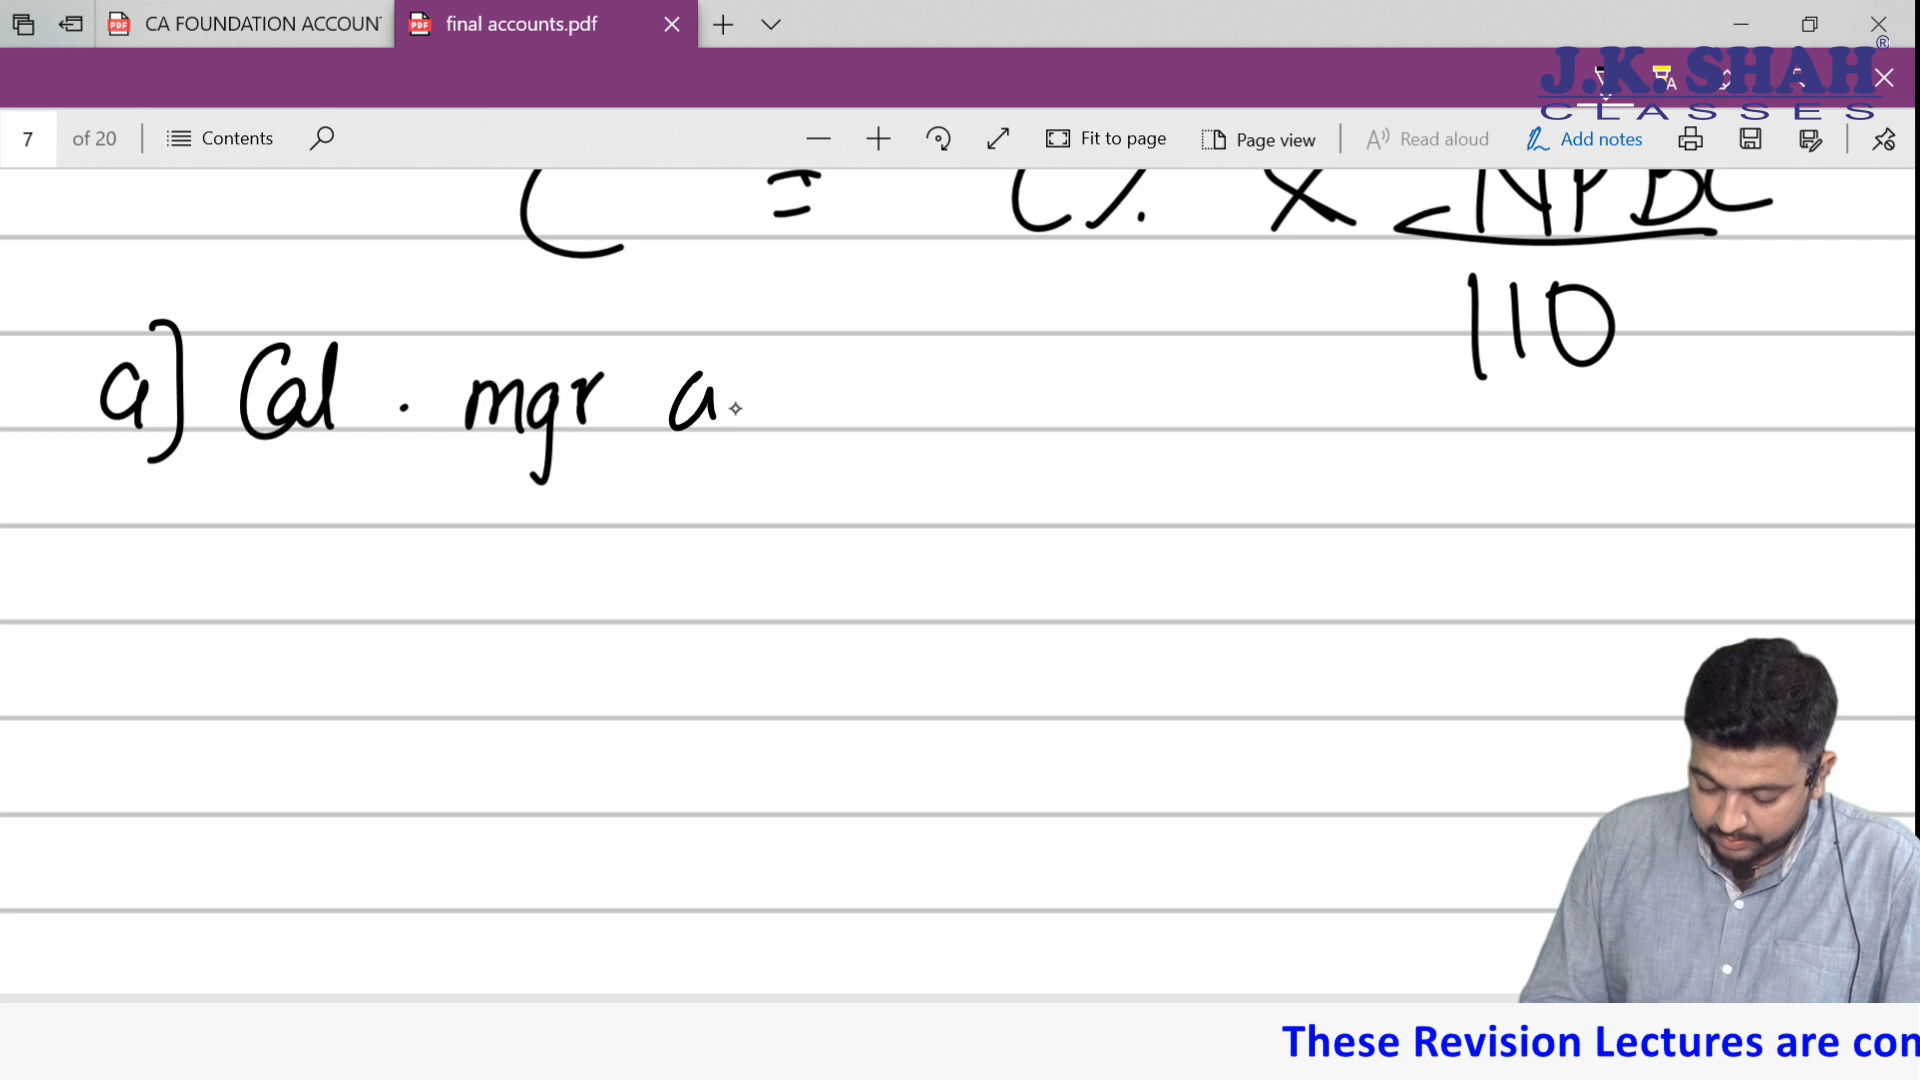 CA FOUNDATION ACCOUN
final accounts.pdf
J.K. SHAH®
CLASSES
7 of 20 Contents Fit to page Page view Read aloud Add notes
C = C% × NPBC
110
a] Cal. mgr a
These Revision Lectures are con